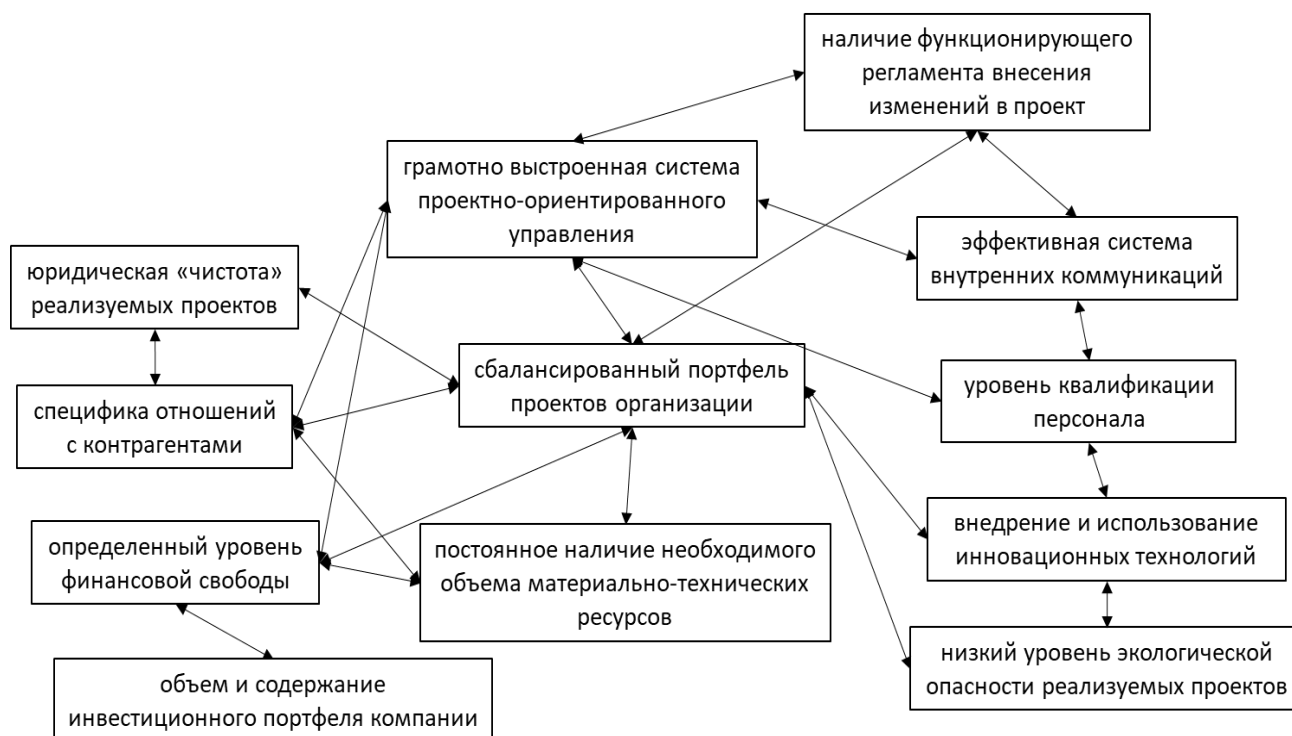 наличие функционирующего
регламента внесения
изменений в проект
грамотно выстроенная система
проектно-ориентированного
управления
эффективная система
внутренних коммуникаций
юридическая «чистота»
реализуемых проектов
сбалансированный портфель
проектов организации
уровень квалификации
персонала
специфика отношений
с контрагентами
внедрение и использование
инновационных технологий
определенный уровень
финансовой свободы
постоянное наличие необходимого
объема материально-технических
ресурсов
низкий уровень экологической
опасности реализуемых проектов
объем и содержание
инвестиционного портфеля компании